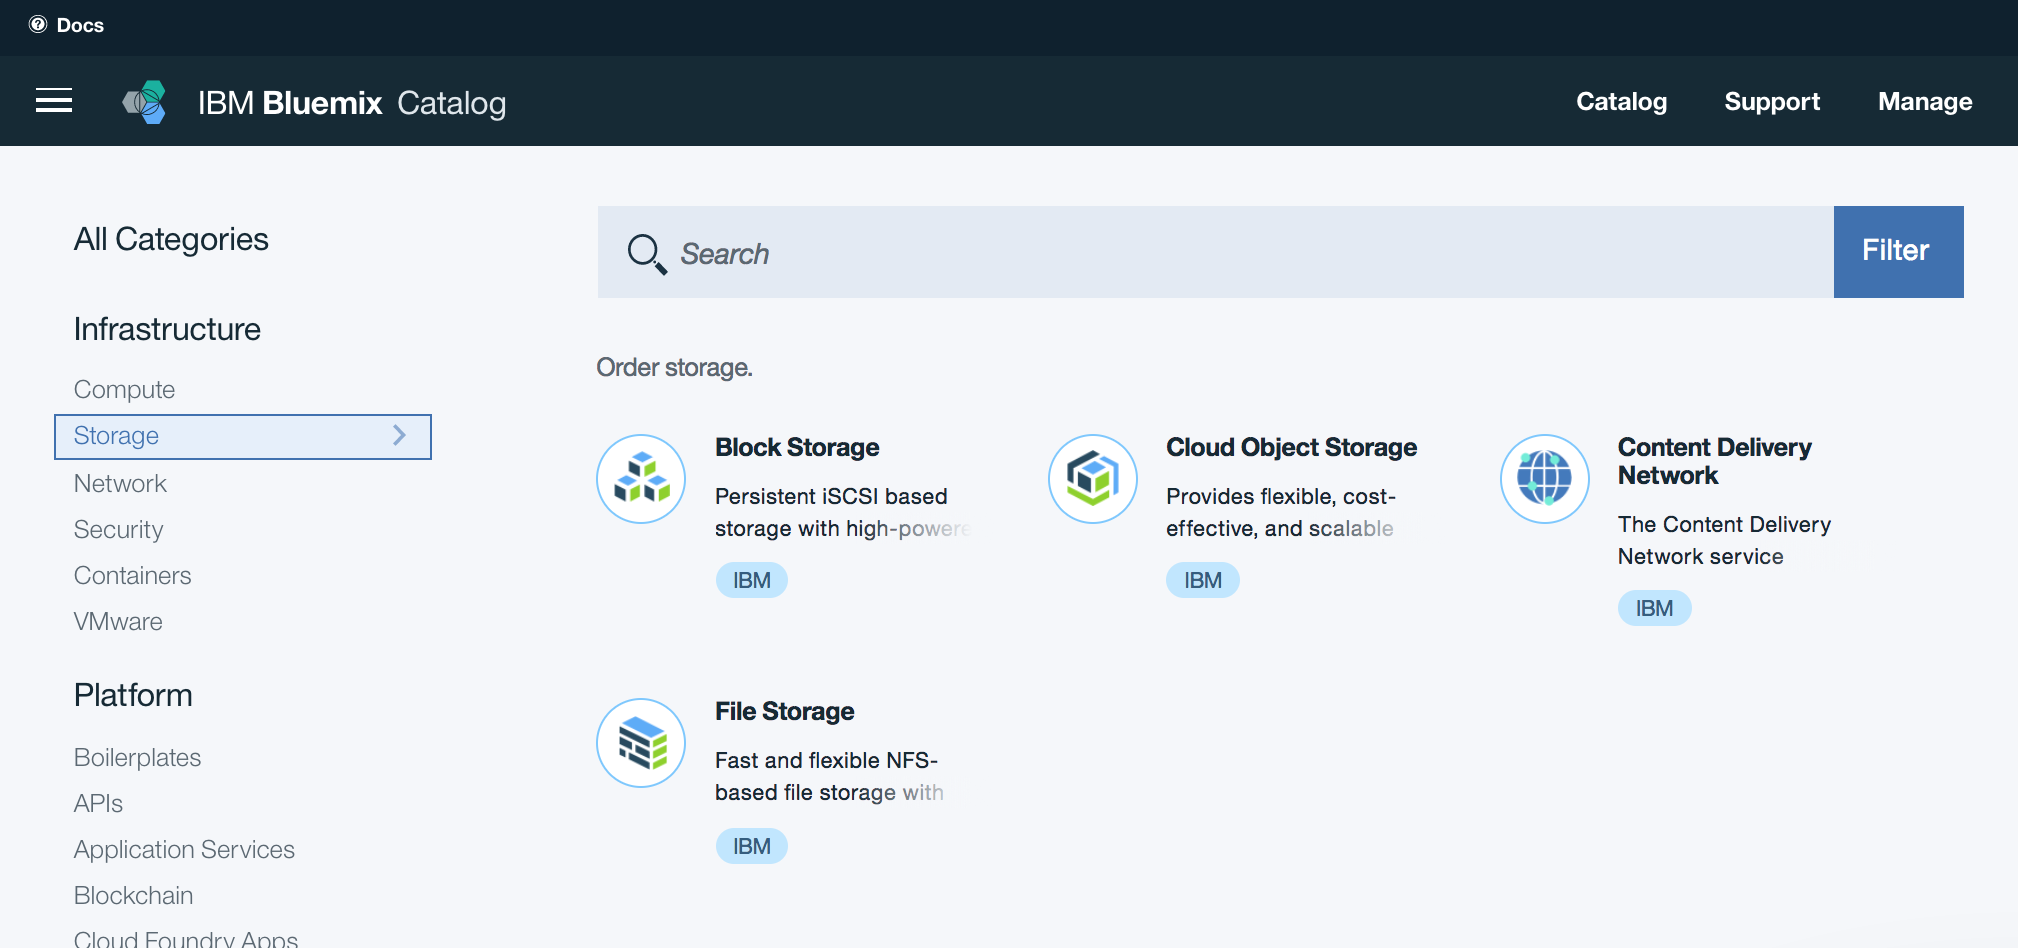 Docs
IBM Bluemix Catalog
Catalog
Support
Manage
All Categories
Infrastructure
Compute
Storage
Network
Security
Containers
VMware
Platform
Boilerplates
APIs
Application Services
Blockchain
Cloud Foundry Apps
Search
Filter
Order storage.
Block Storage
Persistent iSCSI based
storage with high-powere
IBM
Cloud Object Storage
Provides flexible, cost-
effective, and scalable
IBM
Content Delivery
Network
The Content Delivery
Network service
IBM
File Storage
Fast and flexible NFS-
based file storage with
IBM